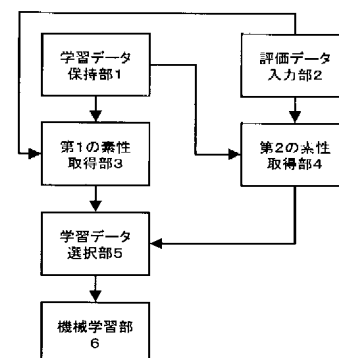 学習データ
保持部1
評価データ
入力部2
第1の素性
取得部3
第2の素性
取得部4
学習データ
選択部5
機械学習部
6